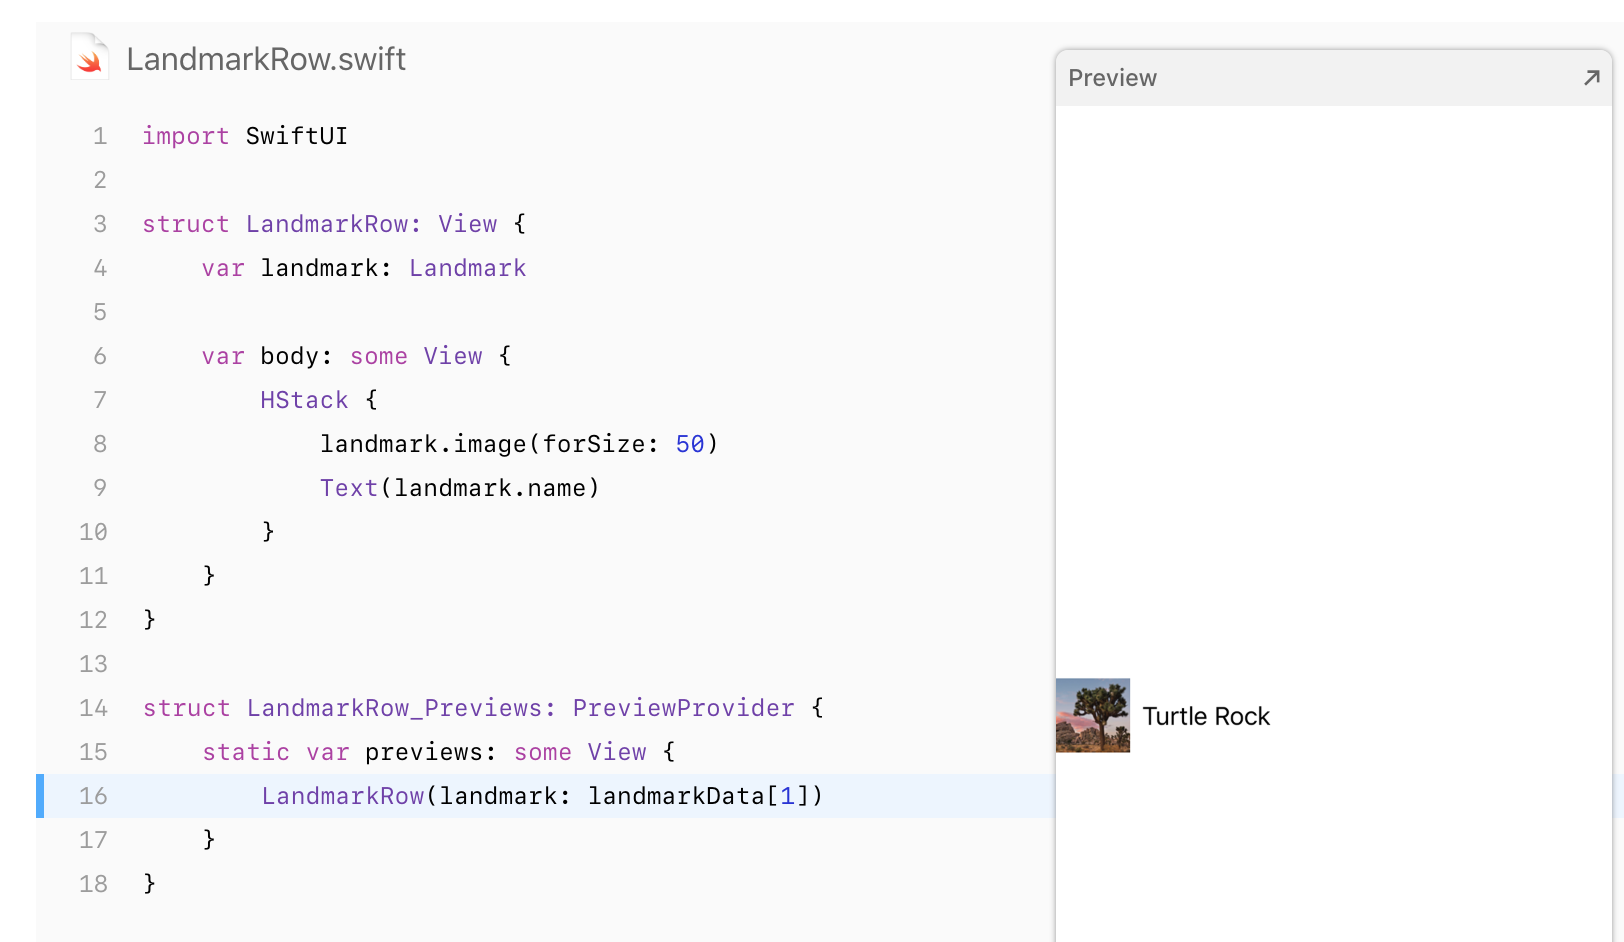 LandmarkRow.swift
Preview
1 import SwiftUI
2
3 struct LandmarkRow: View {
4     var landmark: Landmark
5
6     var body: some View {
7         HStack {
8             landmark.image(forSize: 50)
9             Text(landmark.name)
10         }
11     }
12 }
13
14 struct LandmarkRow_Previews: PreviewProvider {
15     static var previews: some View {
16         LandmarkRow(landmark: landmarkData[1])
17     }
18 }
Turtle Rock